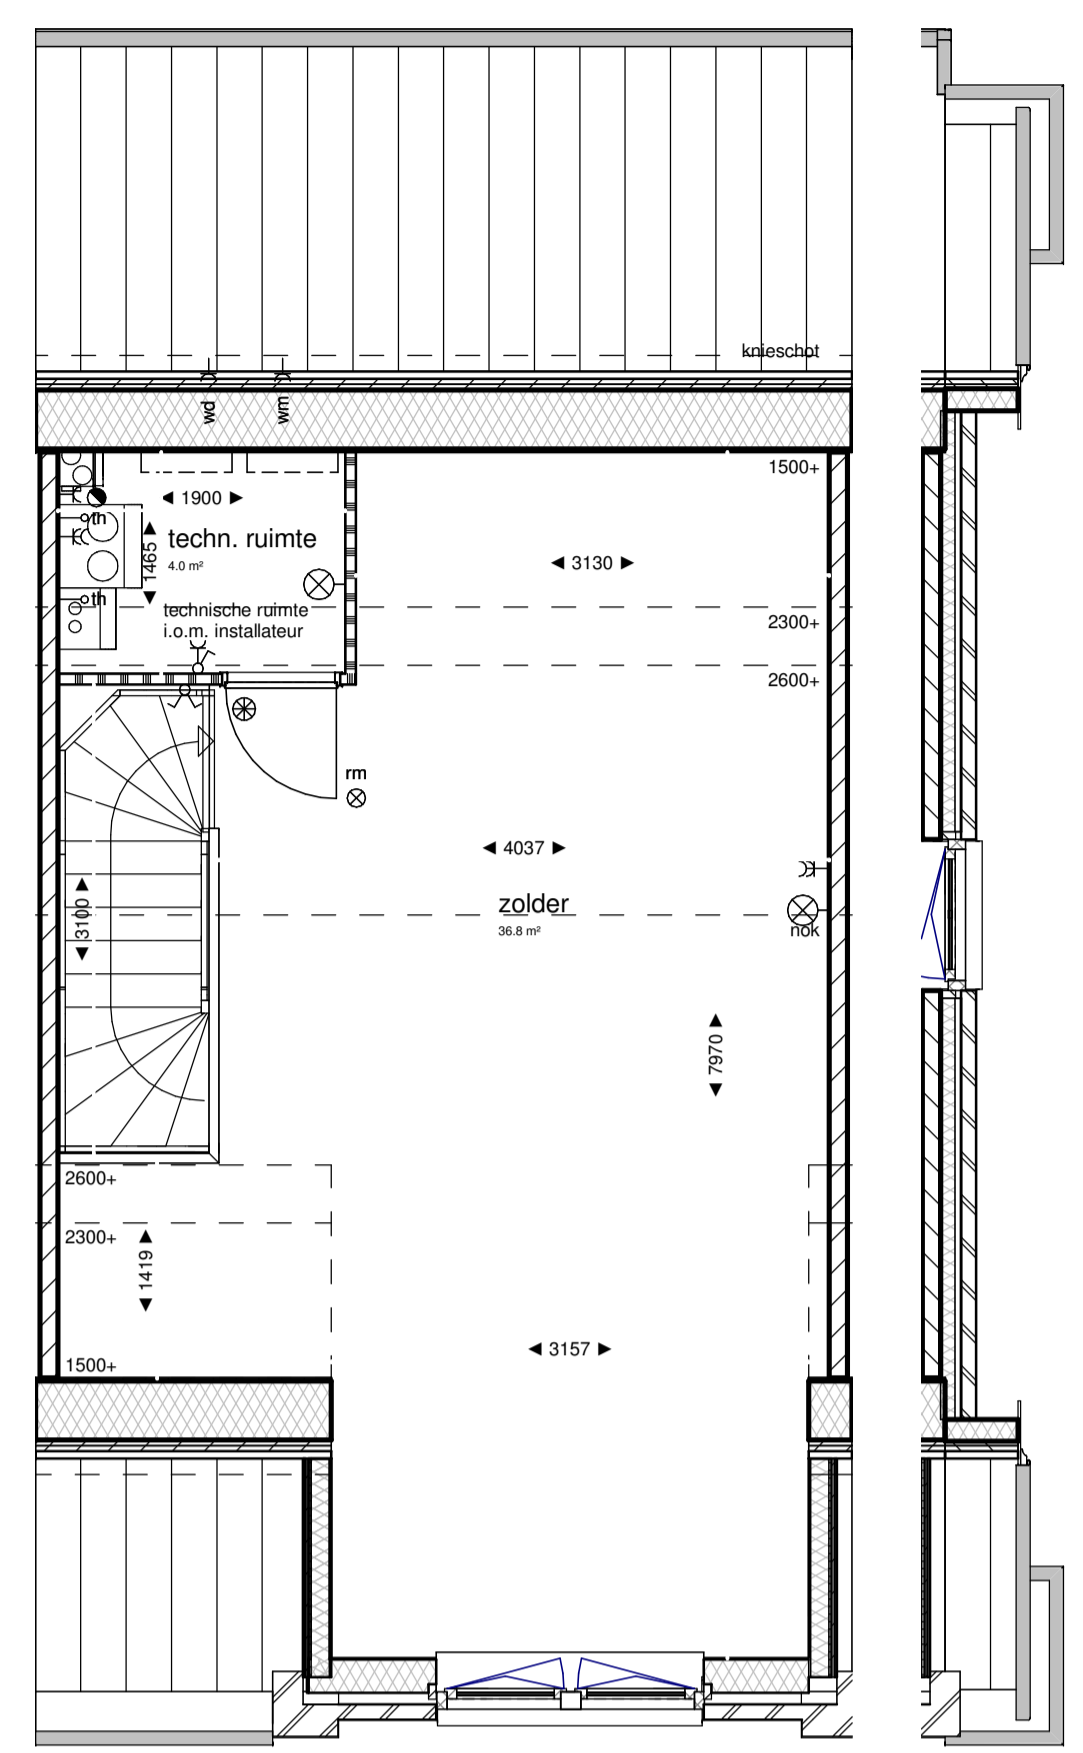 knieschot
wd
wm
1500+
1900
th
techn. ruimte
1465
4.0 m²
3130
th
technische ruimte
i.o.m. installateur
2300+
2600+
rm
4037
zolder
36.8 m²
3100
nok
7970
2600+
2300+
1419
3157
1500+